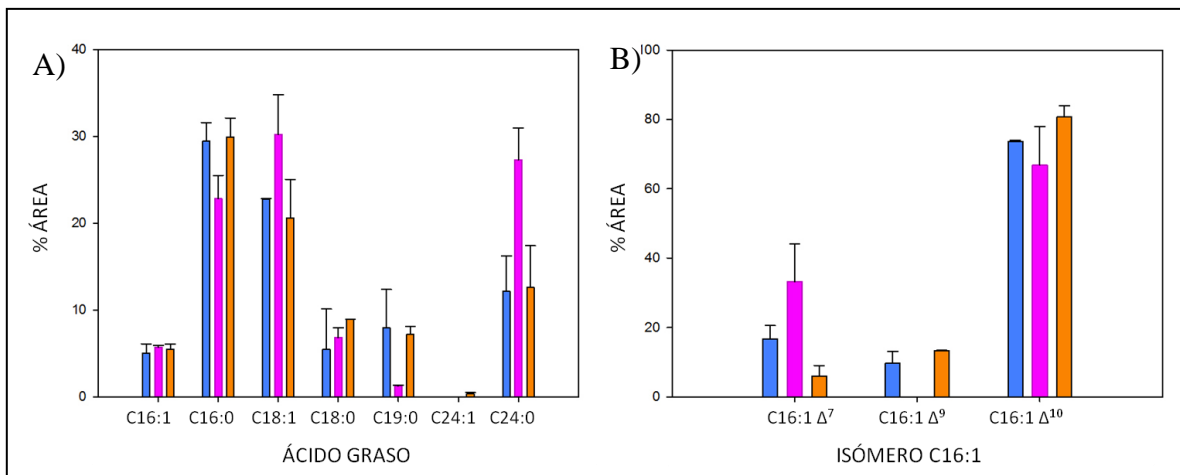 A)
40
30
20
10
0
% ÁREA
C16:1 C16:0 C18:1 C18:0 C19:0 C24:1 C24:0
ÁCIDO GRASO
B)
100
80
60
40
20
0
% ÁREA
C16:1 Δ⁷ C16:1 Δ⁹ C16:1 Δ¹⁰
ISÓMERO C16:1